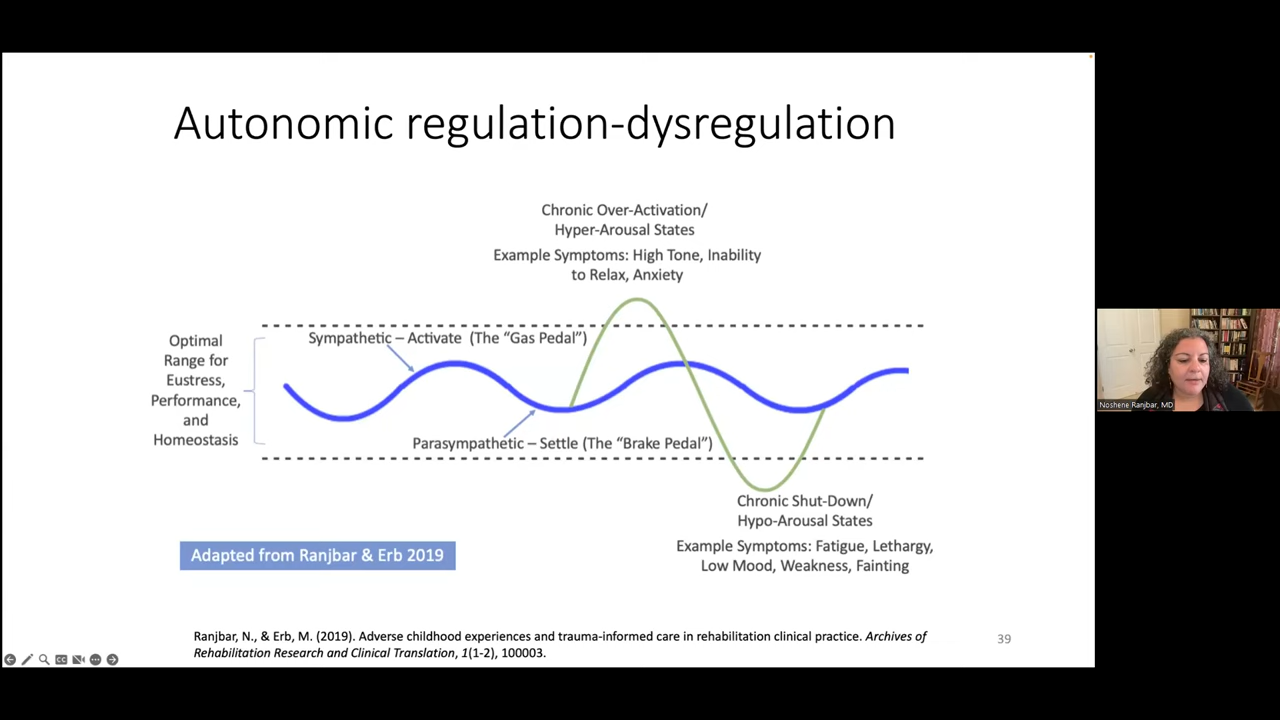 Autonomic regulation-dysregulation
Chronic Over-Activation/
Hyper-Arousal States
Example Symptoms: High Tone, Inability
to Relax, Anxiety
Optimal
Range for
Eustress,
Performance,
and
Homeostasis
Sympathetic – Activate (The “Gas Pedal”)
Parasympathetic – Settle (The “Brake Pedal”)
Chronic Shut-Down/
Hypo-Arousal States
Example Symptoms: Fatigue, Lethargy,
Low Mood, Weakness, Fainting
Adapted from Ranjbar & Erb 2019
Ranjbar, N., & Erb, M. (2019). Adverse childhood experiences and trauma-informed care in rehabilitation clinical practice. Archives of
Rehabilitation Research and Clinical Translation, 1(1-2), 100003.
39
CC
Noshene Ranjbar, MD